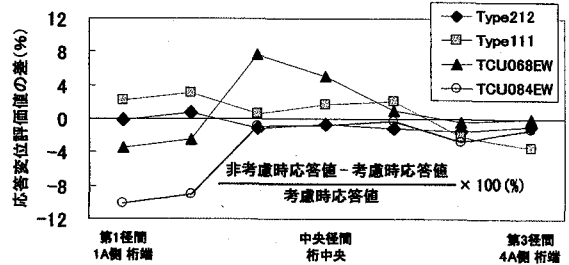 応答変位評価値の差(%)
12
8
4
0
-4
-8
-12
Type212
Type111
TCU068EW
TCU084EW
非考慮時応答値 - 考慮時応答値
考慮時応答値
× 100 (%)
第1径間
1A側 桁端
中央径間
桁中央
第3径間
4A側 桁端